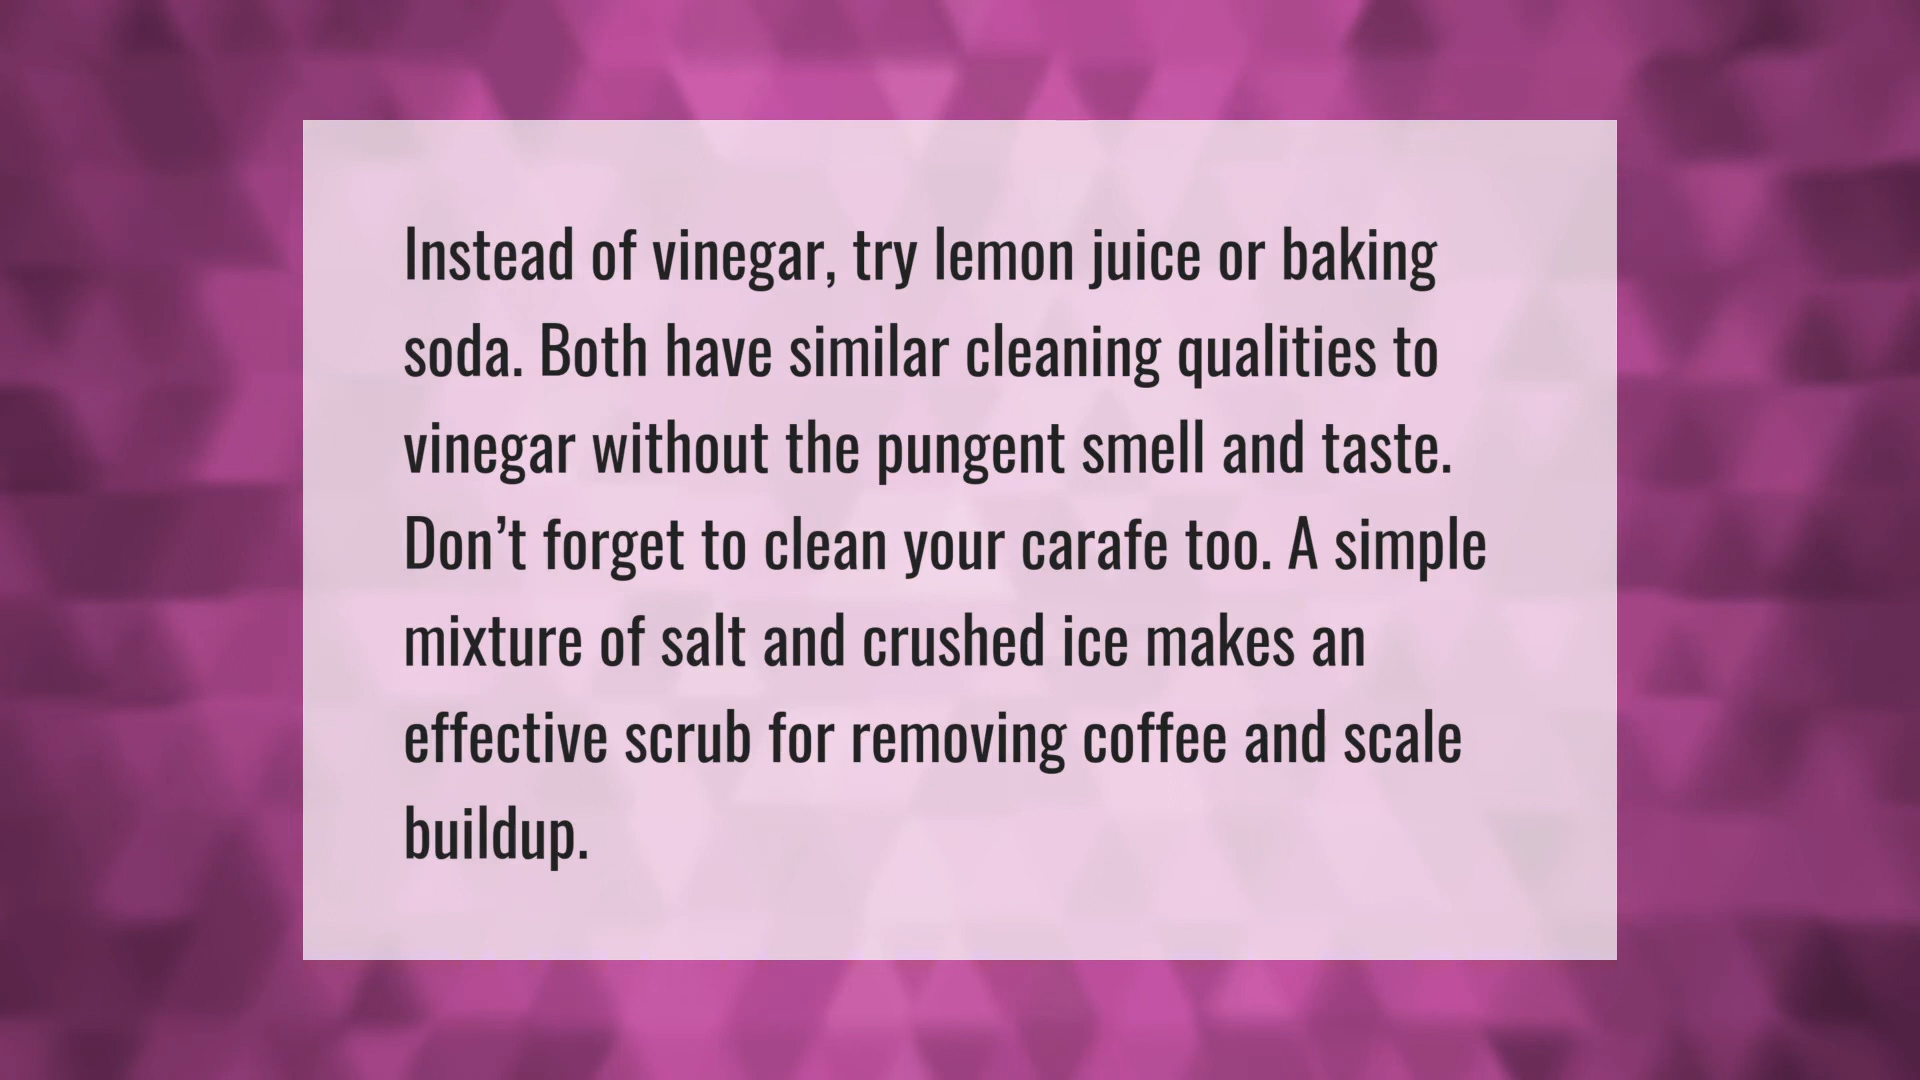 Instead of vinegar, try lemon juice or baking
soda. Both have similar cleaning qualities to
vinegar without the pungent smell and taste.
Don’t forget to clean your carafe too. A simple
mixture of salt and crushed ice makes an
effective scrub for removing coffee and scale
buildup.